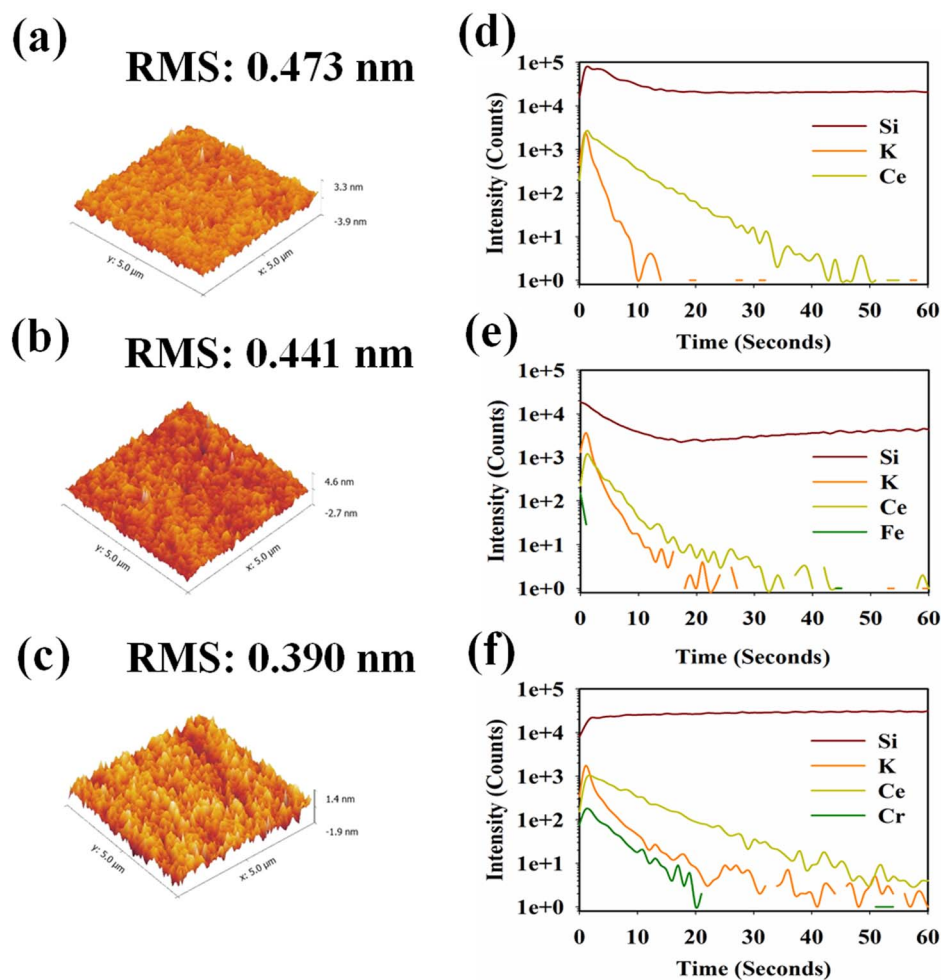 (a)
RMS: 0.473 nm
3.3 nm
-3.9 nm
y: 5.0 µm
x: 5.0 µm
(d)
1e+5
1e+4
1e+3
1e+2
1e+1
1e+0
Intensity (Counts)
Si
K
Ce
0 10 20 30 40 50 60
Time (Seconds)
(b)
RMS: 0.441 nm
4.6 nm
-2.7 nm
y: 5.0 µm
x: 5.0 µm
(e)
1e+5
1e+4
1e+3
1e+2
1e+1
1e+0
Intensity (Counts)
Si
K
Ce
Fe
0 10 20 30 40 50 60
Time (Seconds)
(c)
RMS: 0.390 nm
1.4 nm
-1.9 nm
y: 5.0 µm
x: 5.0 µm
(f)
1e+5
1e+4
1e+3
1e+2
1e+1
1e+0
Intensity (Counts)
Si
K
Ce
Cr
0 10 20 30 40 50 60
Time (Seconds)